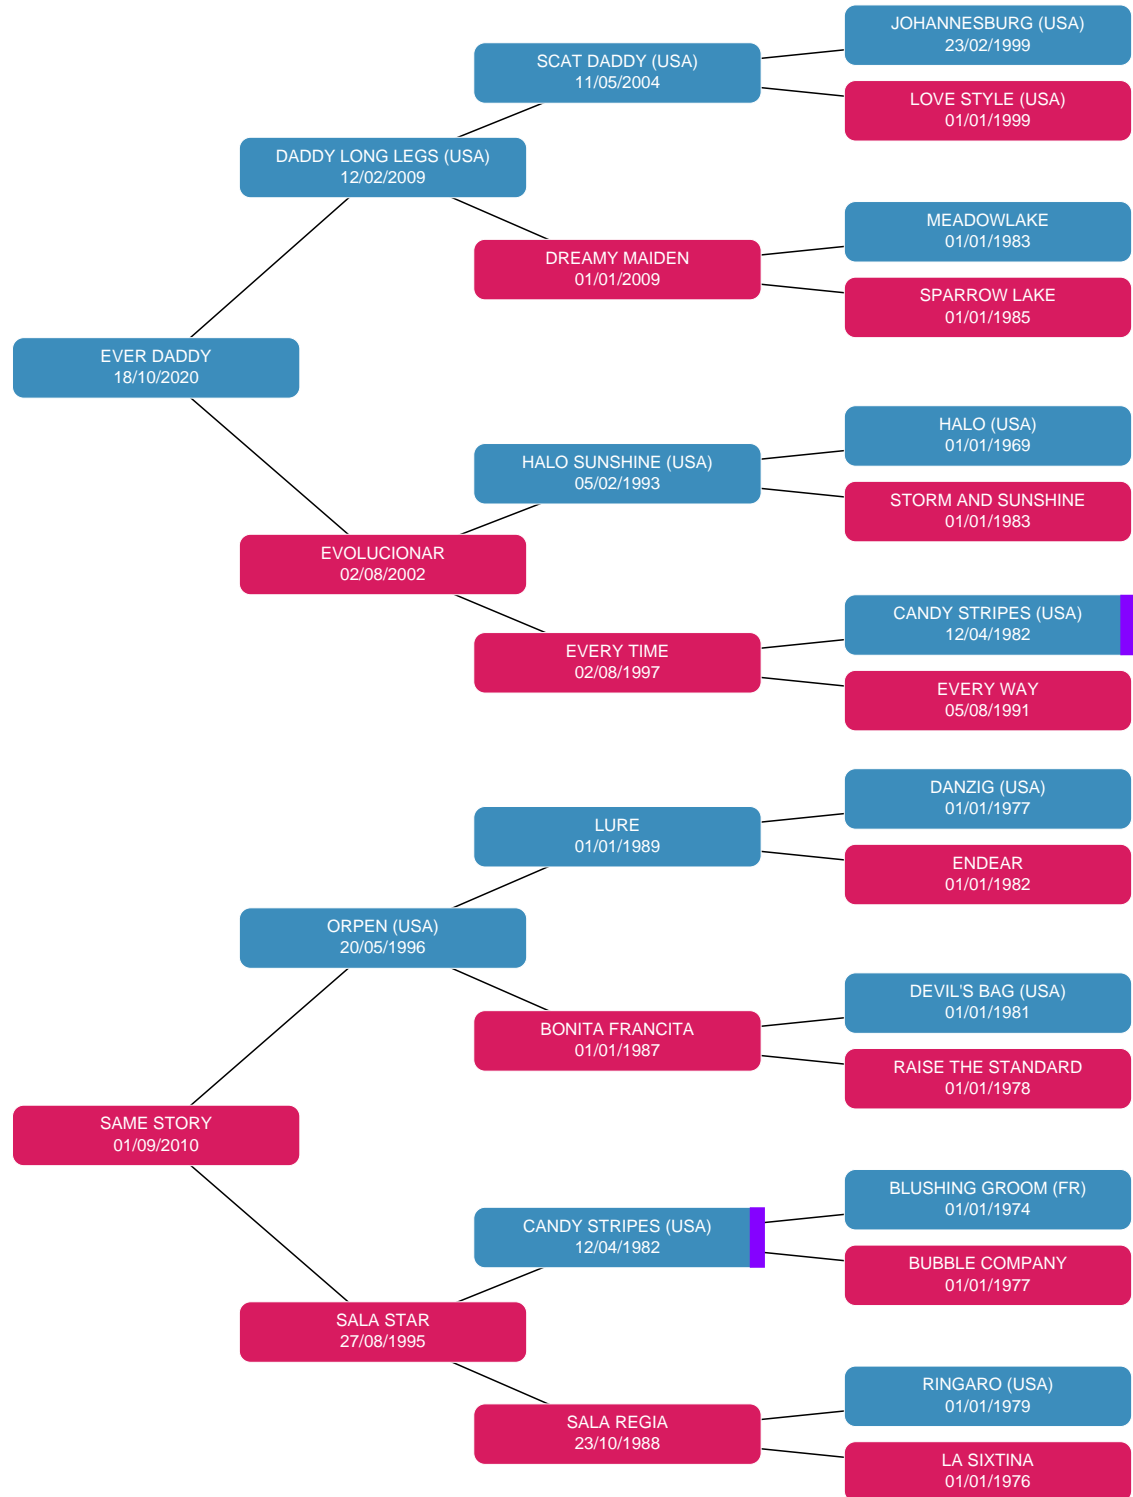 JOHANNESBURG (USA)
23/02/1999
SCAT DADDY (USA)
11/05/2004
LOVE STYLE (USA)
01/01/1999
DADDY LONG LEGS (USA)
12/02/2009
MEADOWLAKE
01/01/1983
DREAMY MAIDEN
01/01/2009
SPARROW LAKE
01/01/1985
EVER DADDY
18/10/2020
HALO (USA)
01/01/1969
HALO SUNSHINE (USA)
05/02/1993
STORM AND SUNSHINE
01/01/1983
EVOLUCIONAR
02/08/2002
CANDY STRIPES (USA)
12/04/1982
EVERY TIME
02/08/1997
EVERY WAY
05/08/1991
DANZIG (USA)
01/01/1977
LURE
01/01/1989
ENDEAR
01/01/1982
ORPEN (USA)
20/05/1996
DEVIL'S BAG (USA)
01/01/1981
BONITA FRANCITA
01/01/1987
RAISE THE STANDARD
01/01/1978
SAME STORY
01/09/2010
BLUSHING GROOM (FR)
01/01/1974
CANDY STRIPES (USA)
12/04/1982
BUBBLE COMPANY
01/01/1977
SALA STAR
27/08/1995
RINGARO (USA)
01/01/1979
SALA REGIA
23/10/1988
LA SIXTINA
01/01/1976